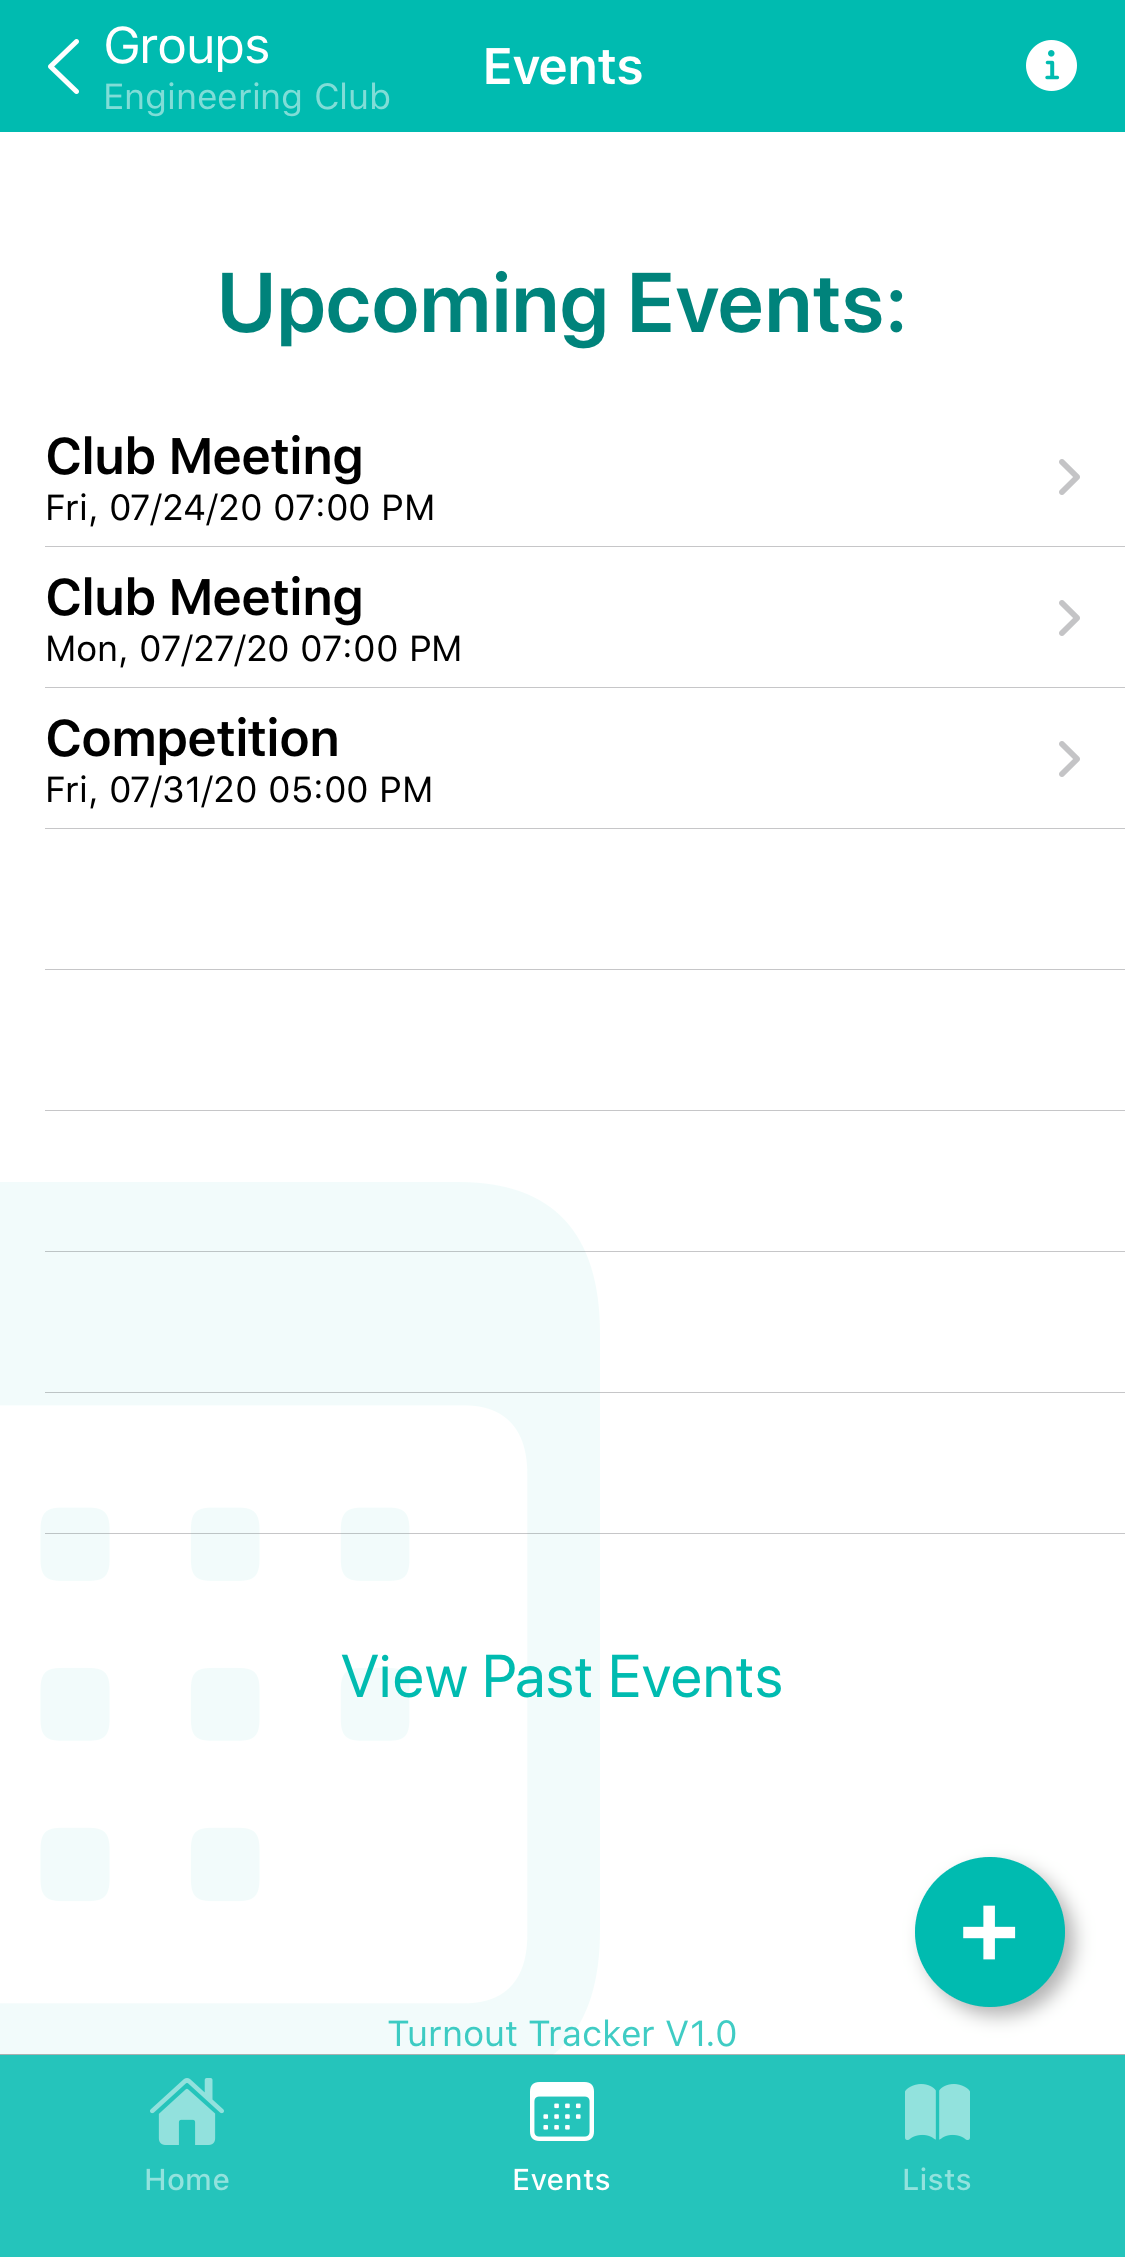 Groups
Engineering Club
Events
Upcoming Events:
Club Meeting
Fri, 07/24/20 07:00 PM
Club Meeting
Mon, 07/27/20 07:00 PM
Competition
Fri, 07/31/20 05:00 PM
View Past Events
Turnout Tracker V1.0
Home
Events
Lists